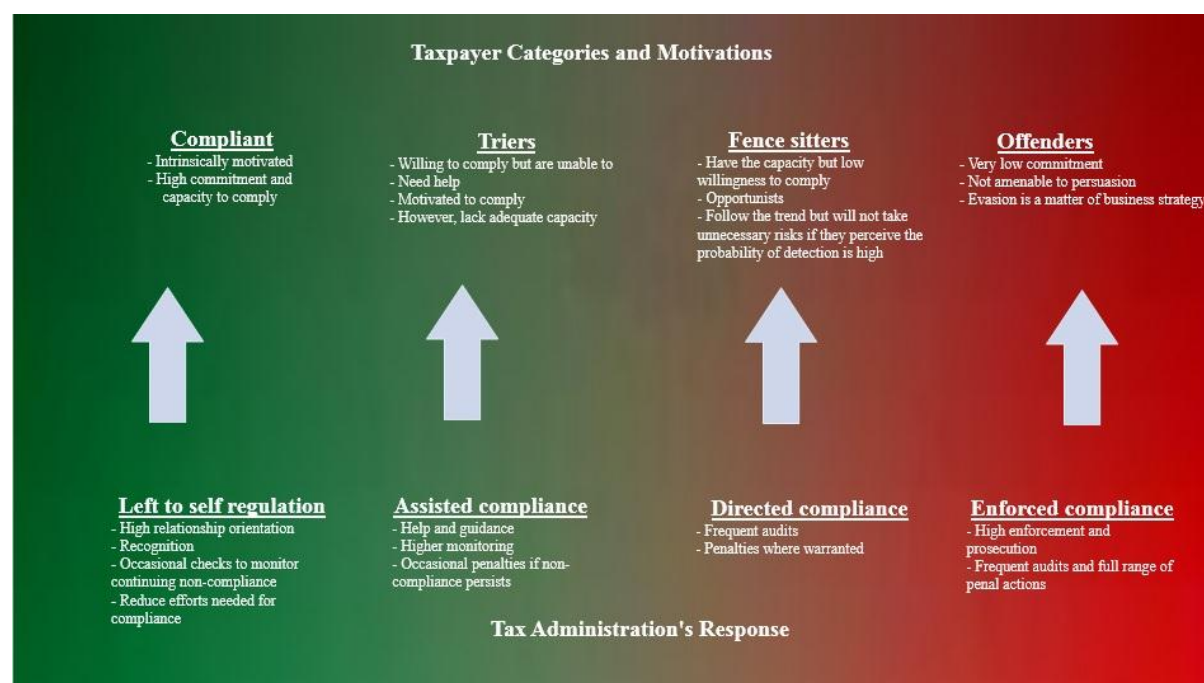 Taxpayer Categories and Motivations
Compliant
- Intrinsically motivated
- High commitment and
capacity to comply
Triers
- Willing to comply but are unable to
- Need help
- Motivated to comply
- However, lack adequate capacity
Fence sitters
- Have the capacity but low
willingness to comply
- Opportunists
- Follow the trend but will not take
unnecessary risks if they perceive the
probability of detection is high
Offenders
- Very low commitment
- Not amenable to persuasion
- Evasion is a matter of business strategy
Left to self regulation
- High relationship orientation
- Recognition
- Occasional checks to monitor
continuing non-compliance
- Reduce efforts needed for
compliance
Assisted compliance
- Help and guidance
- Higher monitoring
- Occasional penalties if non-
compliance persists
Directed compliance
- Frequent audits
- Penalties where warranted
Enforced compliance
- High enforcement and
prosecution
- Frequent audits and full range of
penal actions
Tax Administration's Response